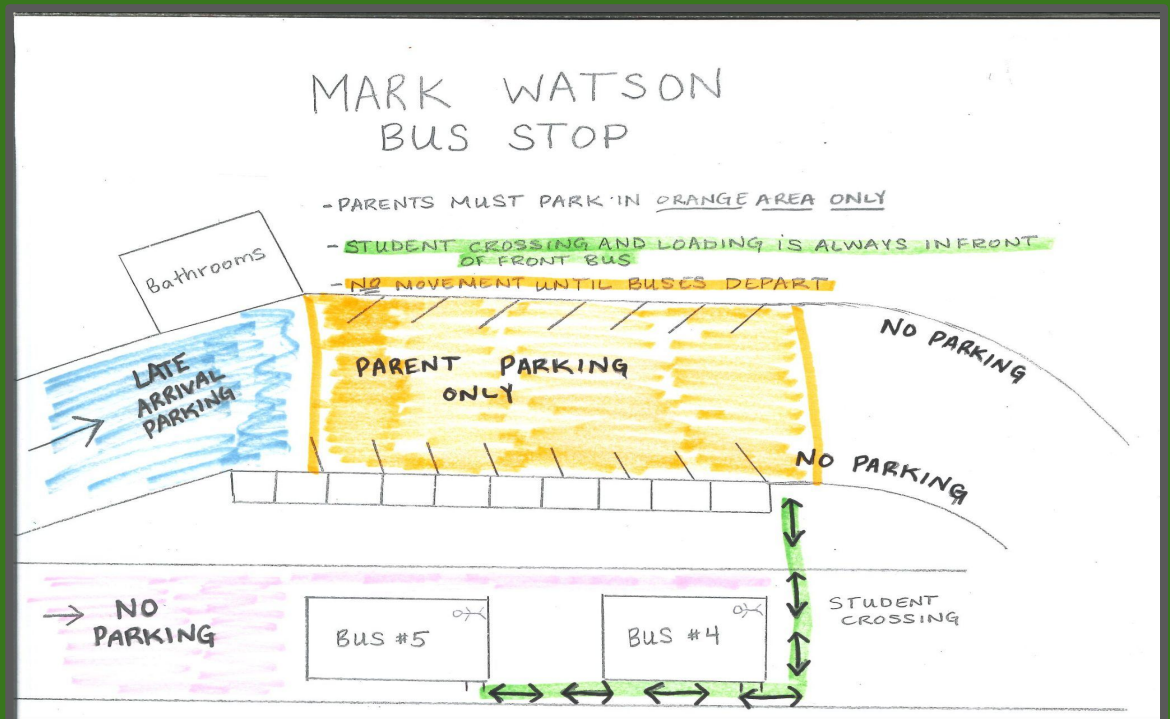 MARK WATSON
BUS STOP
- PARENTS MUST PARK IN ORANGE AREA ONLY
- STUDENT CROSSING AND LOADING IS ALWAYS INFRONT
OF FRONT BUS
- NO MOVEMENT UNTIL BUSES DEPART
Bathrooms
LATE
ARRIVAL
PARKING
PARENT PARKING
ONLY
NO PARKING
NO PARKING
NO
PARKING
BUS #5
BUS #4
STUDENT
CROSSING